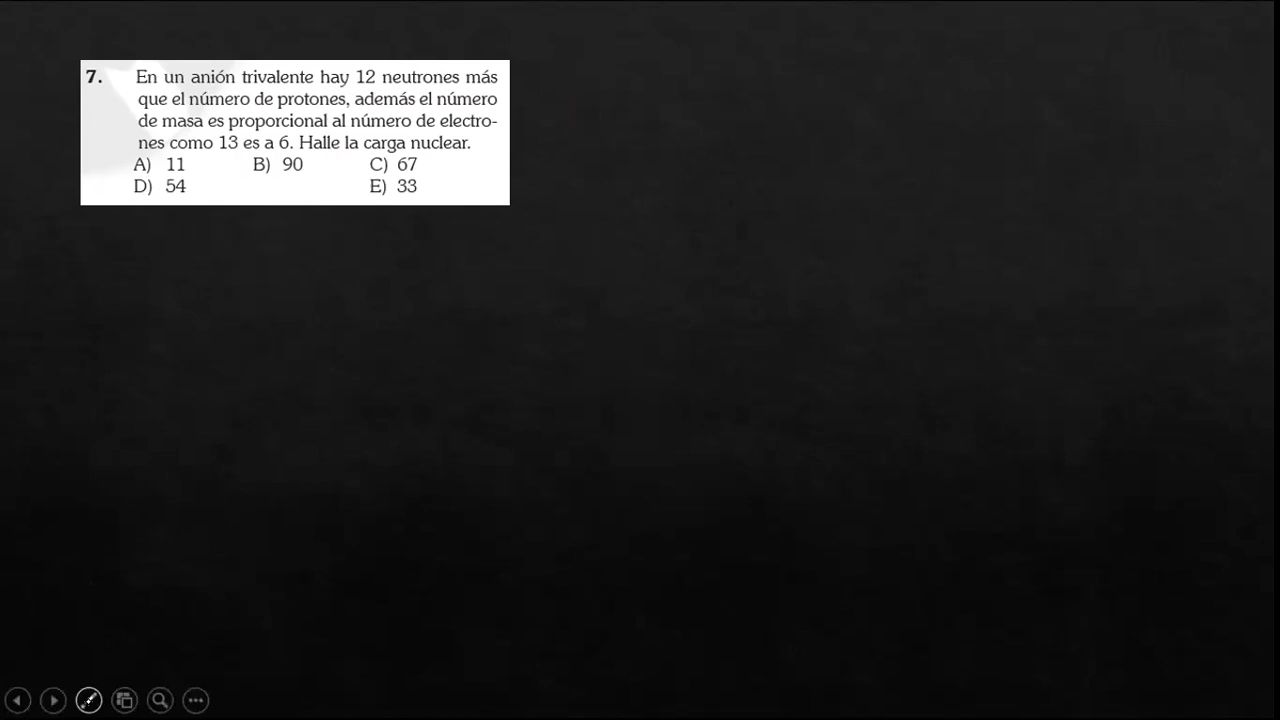 7. En un anión trivalente hay 12 neutrones más
que el número de protones, además el número
de masa es proporcional al número de electro-
nes como 13 es a 6. Halle la carga nuclear.
A) 11 B) 90 C) 67
D) 54 E) 33